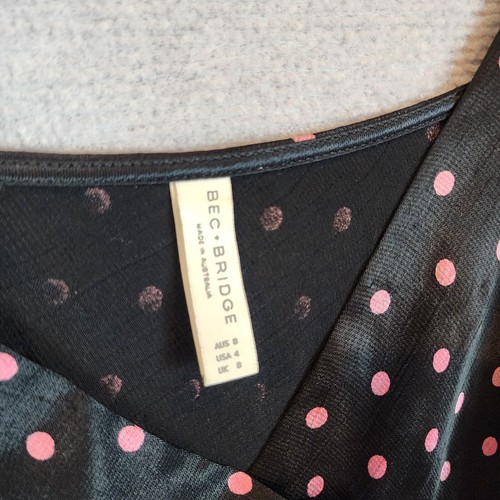 BEC + BRIDGE
MADE IN AUSTRALIA
AUS 8
USA 4
UK 8